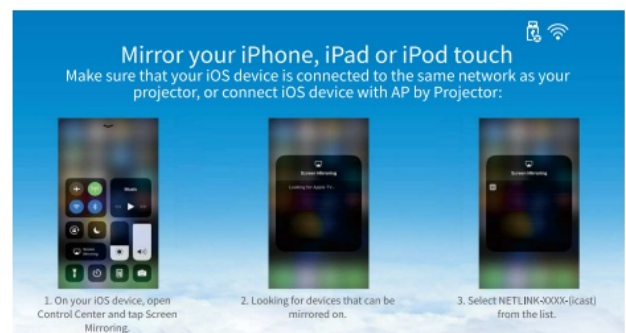 Mirror your iPhone, iPad or iPod touch
Make sure that your iOS device is connected to the same network as your
projector, or connect iOS device with AP by Projector:
Music
Screen
Mirroring
Screen Mirroring
Looking for Apple TV...
Screen Mirroring
1. On your iOS device, open
Control Center and tap Screen
Mirroring.
2. Looking for devices that can be
mirrored on.
3. Select NETLINK-XXXX-(icast)
from the list.